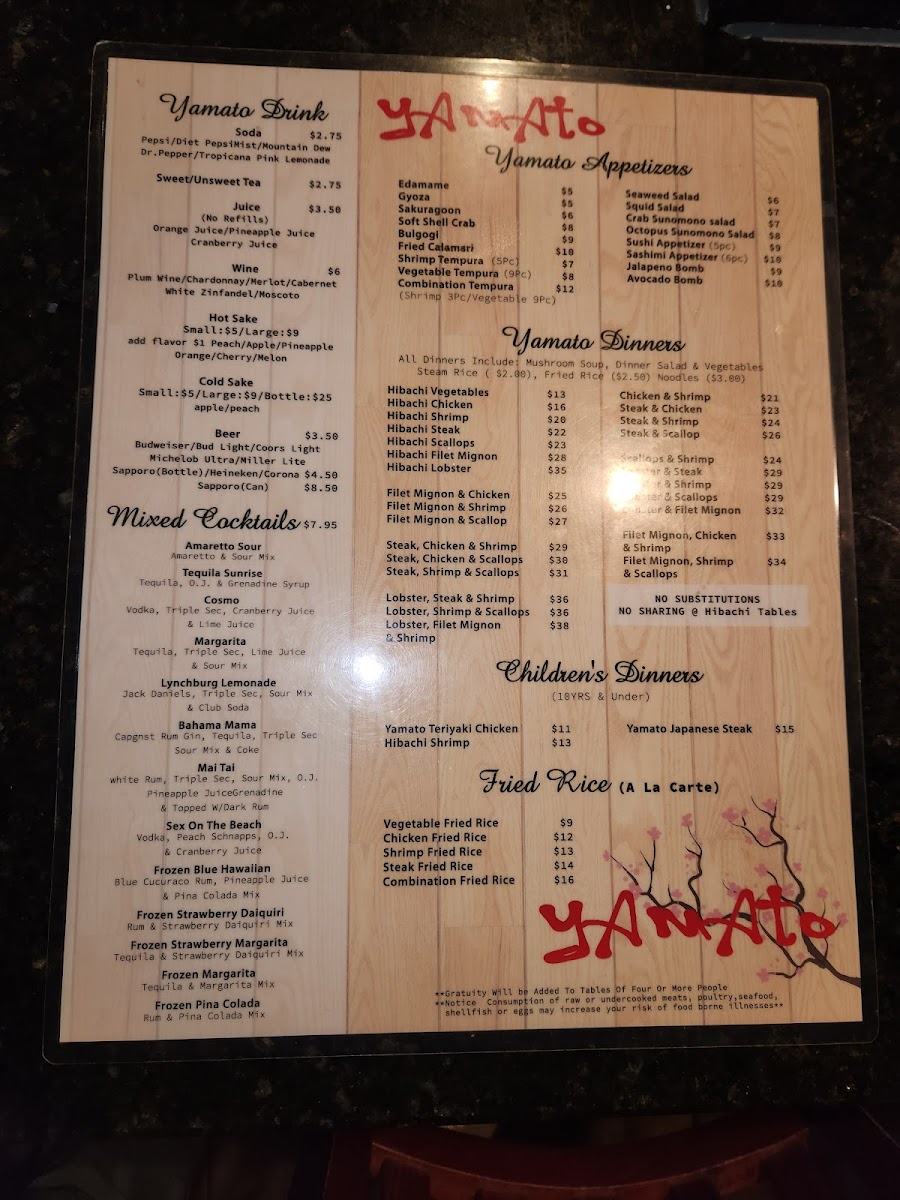 Yamato Drink
Soda $2.75
Pepsi/Diet PepsiMist/Mountain Dew
Dr.Pepper/Tropicana Pink Lemonade
Sweet/Unsweet Tea $2.75
Juice $3.50
(No Refills)
Orange Juice/Pineapple Juice
Cranberry Juice
Wine $6
Plum Wine/Chardonnay/Merlot/Cabernet
White Zinfandel/Moscoto
Hot Sake
Small:$5/Large:$9
add flavor $1 Peach/Apple/Pineapple
Orange/Cherry/Melon
Cold Sake
Small:$5/Large:$9/Bottle:$25
apple/peach
Beer $3.50
Budweiser/Bud Light/Coors Light
Michelob Ultra/Miller Lite
Sapporo(Bottle)/Heineken/Corona $4.50
Sapporo(Can) $8.50
Mixed Cocktails $7.95
Amaretto Sour
Amaretto & Sour Mix
Tequila Sunrise
Tequila, O.J. & Grenadine Syrup
Cosmo
Vodka, Triple Sec, Cranberry Juice
& Lime Juice
Margarita
Tequila, Triple Sec, Lime Juice
& Sour Mix
Lynchburg Lemonade
Jack Daniels, Triple Sec, Sour Mix
& Club Soda
Bahama Mama
Capgnst Rum Gin, Tequila, Triple Sec
Sour Mix & Coke
Mai Tai
white Rum, Triple Sec, Sour Mix, O.J.
Pineapple JuiceGrenadine
& Topped W/Dark Rum
Sex On The Beach
Vodka, Peach Schnapps, O.J.
& Cranberry Juice
Frozen Blue Hawaiian
Blue Cucuraco Rum, Pineapple Juice
& Pina Colada Mix
Frozen Strawberry Daiquiri
Rum & Strawberry Daiquiri Mix
Frozen Strawberry Margarita
Tequila & Strawberry Daiquiri Mix
Frozen Margarita
Tequila & Margarita Mix
Frozen Pina Colada
Rum & Pina Colada Mix
YAmAto
Yamato Appetizers
Edamame $5
Gyoza $5
Sakuragoon $6
Soft Shell Crab $8
Bulgogi $9
Fried Calamari $10
Shrimp Tempura (5Pc) $7
Vegetable Tempura (9Pc) $8
Combination Tempura $12
(Shrimp 3Pc/Vegetable 9Pc)
Seaweed Salad $6
Squid Salad $7
Crab Sunomono salad $7
Octopus Sunomono Salad $8
Sushi Appetizer (5pc) $9
Sashimi Appetizer (6pc) $10
Jalapeno Bomb $9
Avocado Bomb $10
Yamato Dinners
All Dinners Include: Mushroom Soup, Dinner Salad & Vegetables
Steam Rice ( $2.00), Fried Rice ($2.50) Noodles ($3.00)
Hibachi Vegetables $13
Hibachi Chicken $16
Hibachi Shrimp $20
Hibachi Steak $22
Hibachi Scallops $23
Hibachi Filet Mignon $28
Hibachi Lobster $35
Filet Mignon & Chicken $25
Filet Mignon & Shrimp $26
Filet Mignon & Scallop $27
Steak, Chicken & Shrimp $29
Steak, Chicken & Scallops $30
Steak, Shrimp & Scallops $31
Lobster, Steak & Shrimp $36
Lobster, Shrimp & Scallops $36
Lobster, Filet Mignon $38
& Shrimp
Chicken & Shrimp $21
Steak & Chicken $23
Steak & Shrimp $24
Steak & Scallop $26
Scallops & Shrimp $24
& Steak $29
& Shrimp $29
& Scallops $29
& Filet Mignon $32
Filet Mignon, Chicken $33
& Shrimp
Filet Mignon, Shrimp $34
& Scallops
NO SUBSTITUTIONS
NO SHARING @ Hibachi Tables
Children's Dinners
(10YRS & Under)
Yamato Teriyaki Chicken $11
Hibachi Shrimp $13
Yamato Japanese Steak $15
Fried Rice (A La Carte)
Vegetable Fried Rice $9
Chicken Fried Rice $12
Shrimp Fried Rice $13
Steak Fried Rice $14
Combination Fried Rice $16
YAmAto
**Gratuity Will be Added To Tables Of Four Or More People
**Notice Consumption of raw or undercooked meats, poultry,seafood,
shellfish or eggs may increase your risk of food borne illnesses**